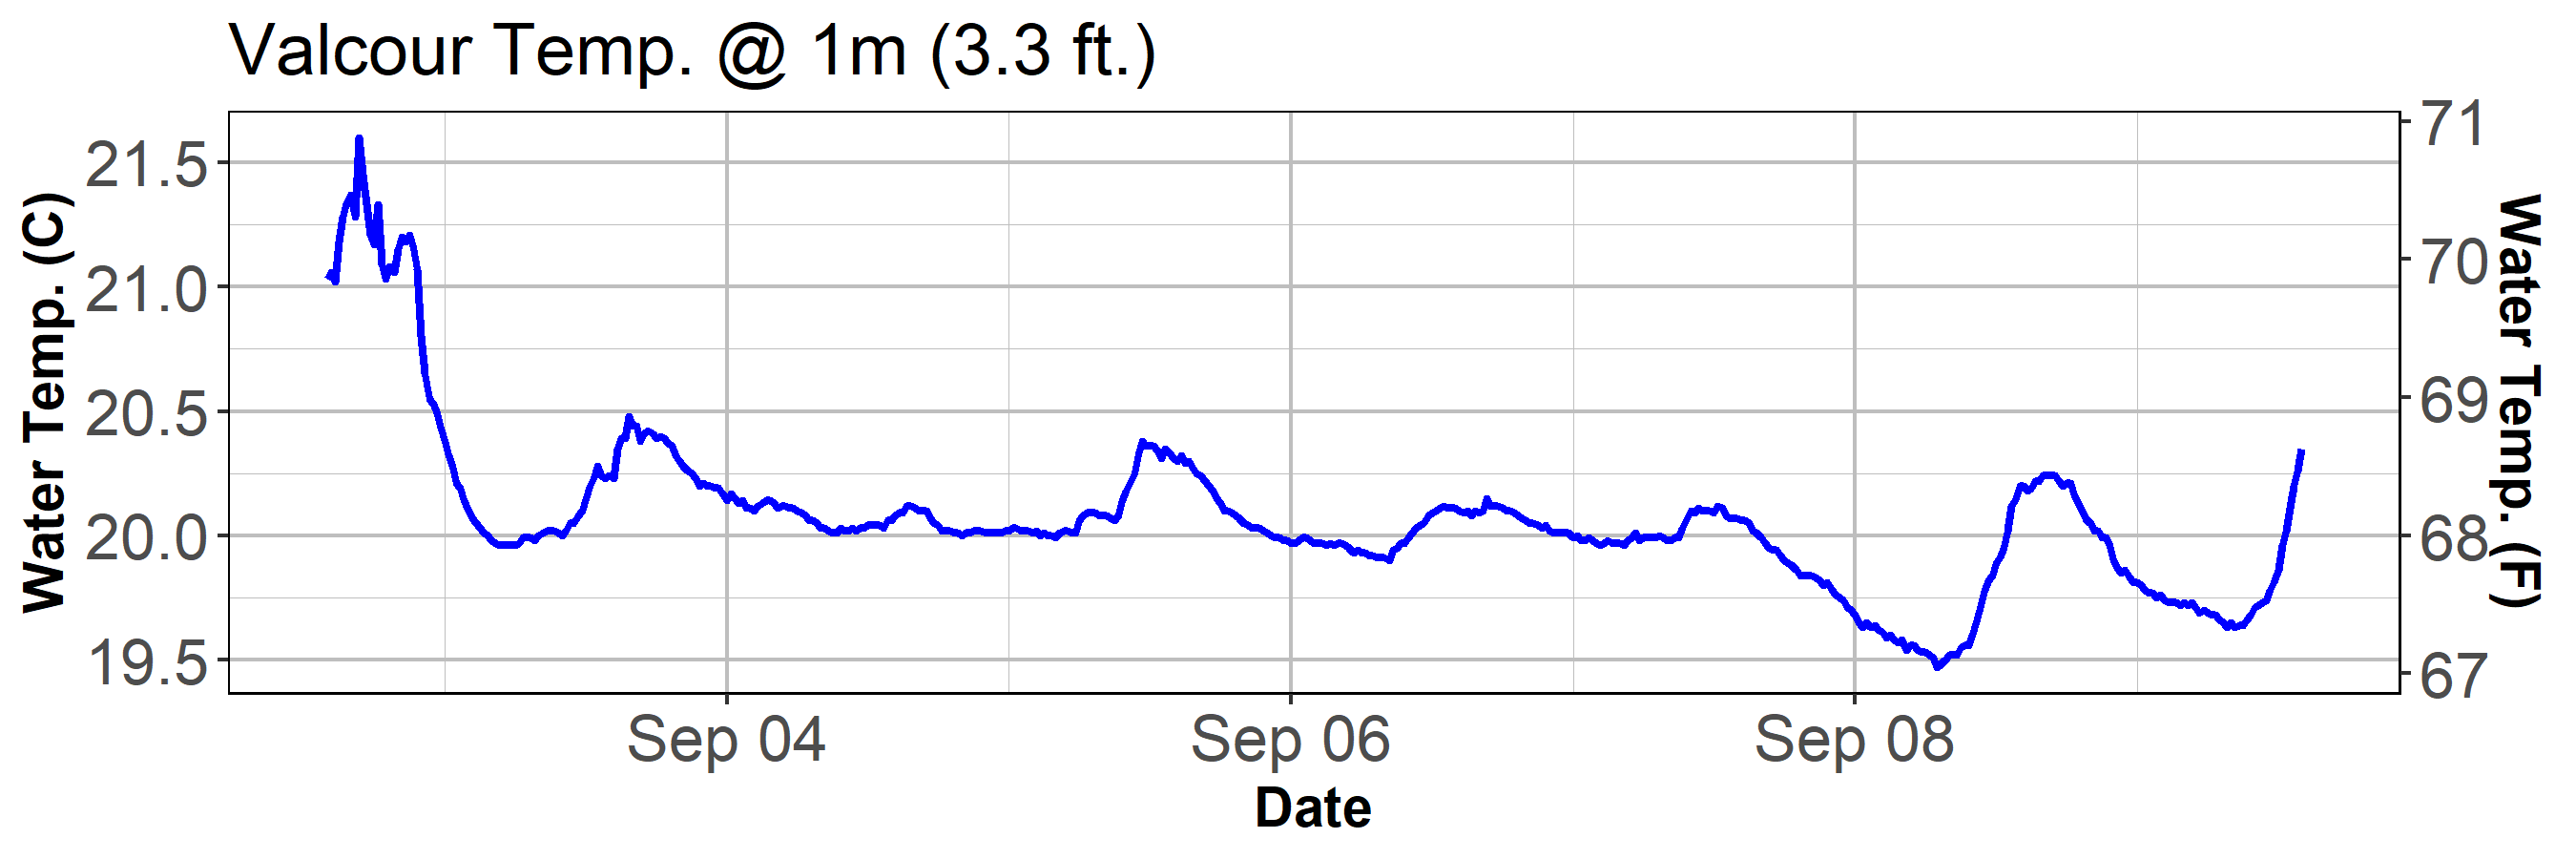 Valcour Temp. @ 1m (3.3 ft.)
Water Temp. (C)
21.5
21.0
20.5
20.0
19.5
71
70
69
68
67
Water Temp. (F)
Sep 04 Sep 06 Sep 08
Date